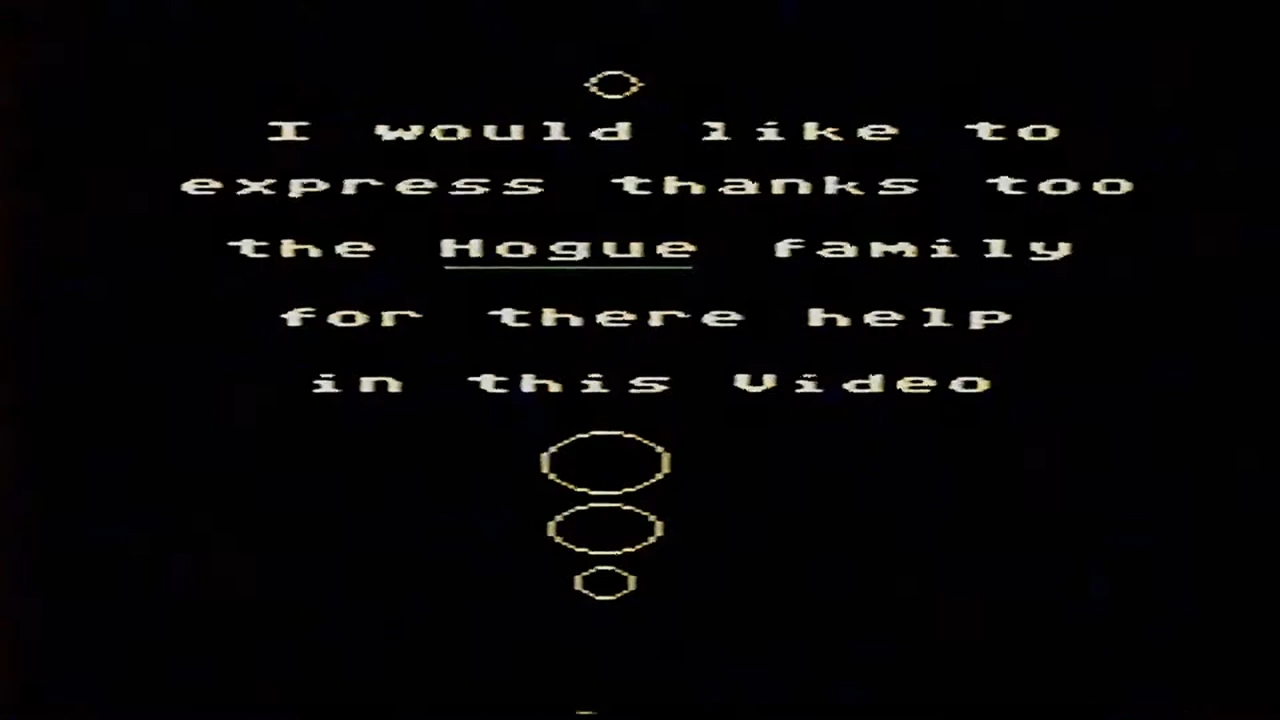 I would like to
express thanks too
the Hogue family
for there help
in this Video